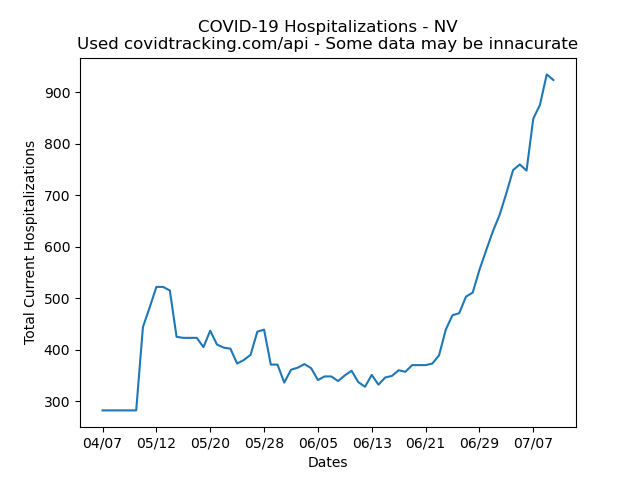 COVID-19 Hospitalizations - NV
Used covidtracking.com/api - Some data may be innacurate
900
800
700
600
500
400
300
Total Current Hospitalizations
04/07 05/12 05/20 05/28 06/05 06/13 06/21 06/29 07/07
Dates